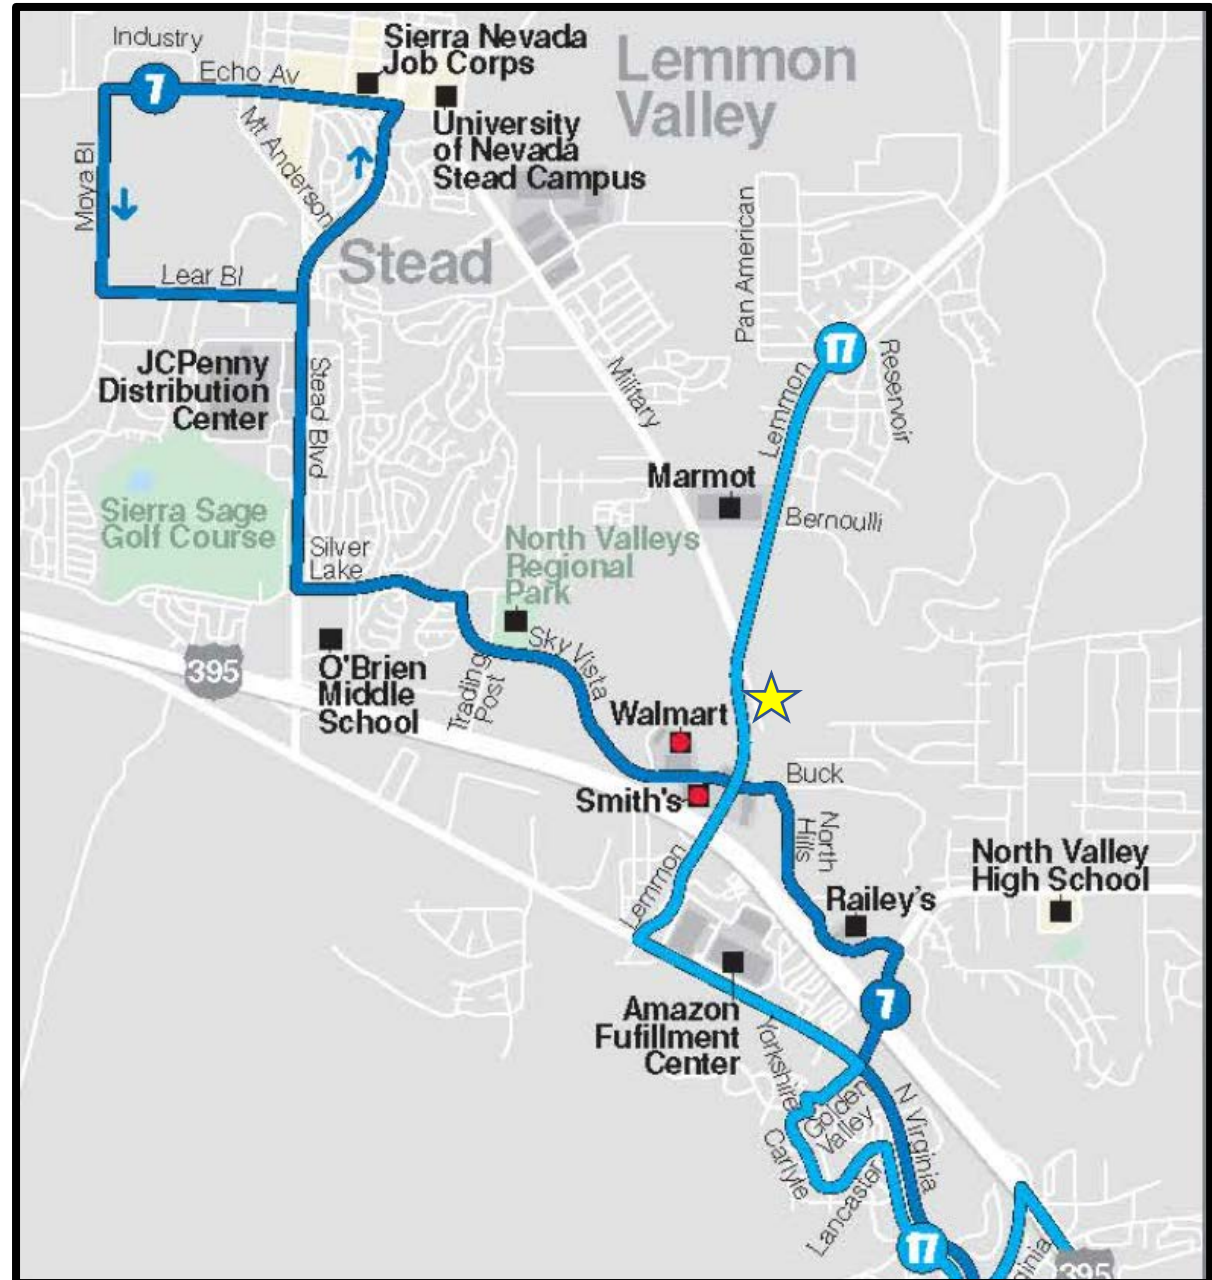 Industry
Echo Av
7
Sierra Nevada
Job Corps
Lemmon
Valley
University
of Nevada
Stead Campus
Mt Anderson
Moya Bl
Lear Bl
Stead
Pan American
17
Reservoir
Lemmon
Military
JCPenny
Distribution
Center
Stead Blvd
Marmot
Bernoulli
Sierra Sage
Golf Course
Silver
Lake
North Valleys
Regional
Park
Sky Vista
Trading
Post
395
O'Brien
Middle
School
Walmart
Smith's
Buck
North
Hills
Lemmon
North Valley
High School
Railey's
7
Amazon
Fufillment
Center
Yorkshire
Golden
Valley
N Virginia
Carlyle
Lancaster
17
395